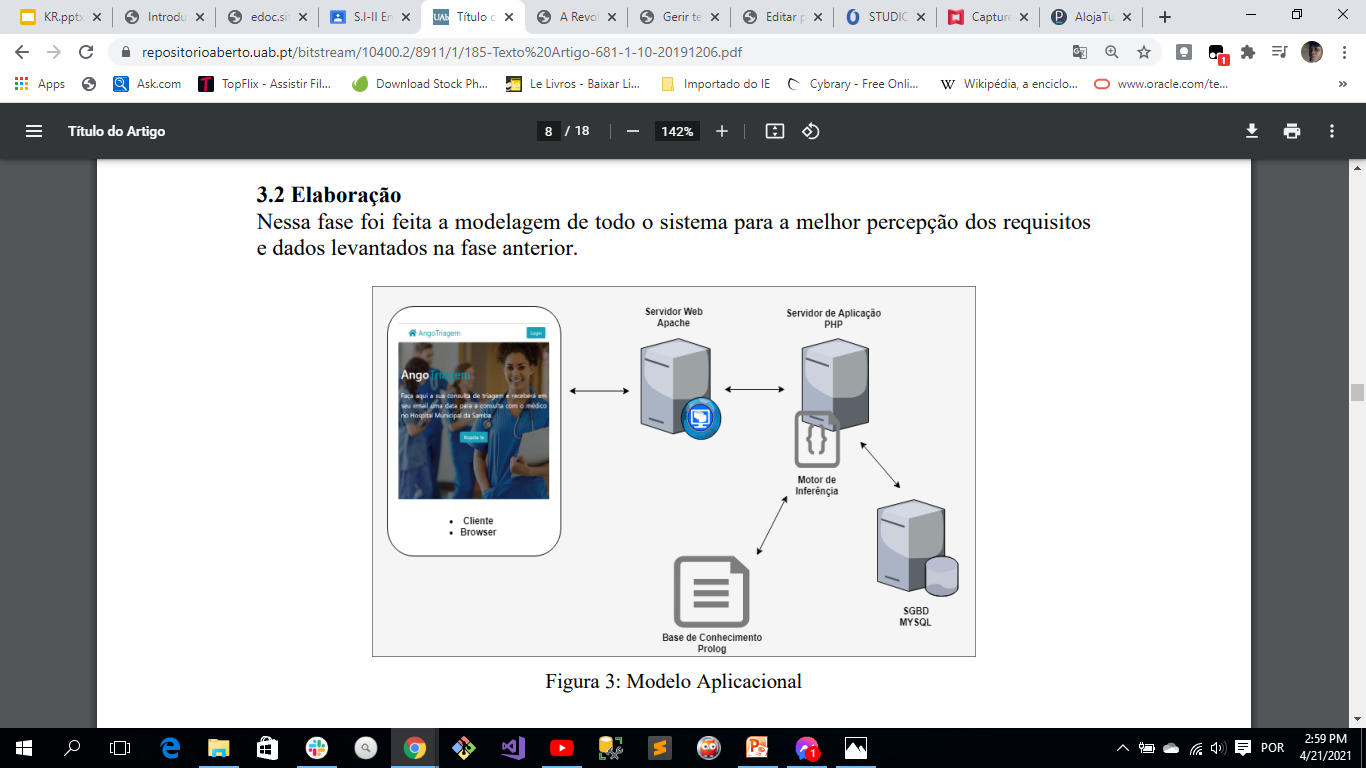 KR.pptx
Introdu
edoc.si
S.I-II En
Título d
A Revol
Gerir te
Editar p
STUDIC
Capture
AlojaTu
repositorioaberto.uab.pt/bitstream/10400.2/8911/1/185-Texto%20Artigo-681-1-10-20191206.pdf
1
Apps
Ask.com
TopFlix - Assistir Fil...
Download Stock Ph...
Le Livros - Baixar Li...
Importado do IE
Cybrary - Free Onli...
Wikipédia, a enciclo...
www.oracle.com/te...
»
Título do Artigo
8 / 18
142%
3.2 Elaboração
Nessa fase foi feita a modelagem de todo o sistema para a melhor percepção dos requisitos
e dados levantados na fase anterior.
AngoTriagem
Login
AngoTriagem
Faça aqui a sua consulta de triagem e receberá em
seu email uma data para a consulta com o médico
no Hospital Municipal da Samba.
Cliente
Browser
Servidor Web
Apache
Servidor de Aplicação
PHP
Motor de
Inferênçia
SGBD
MYSQL
Base de Conhecimento
Prolog
Figura 3: Modelo Aplicacional
1
POR
2:59 PM
4/21/2021